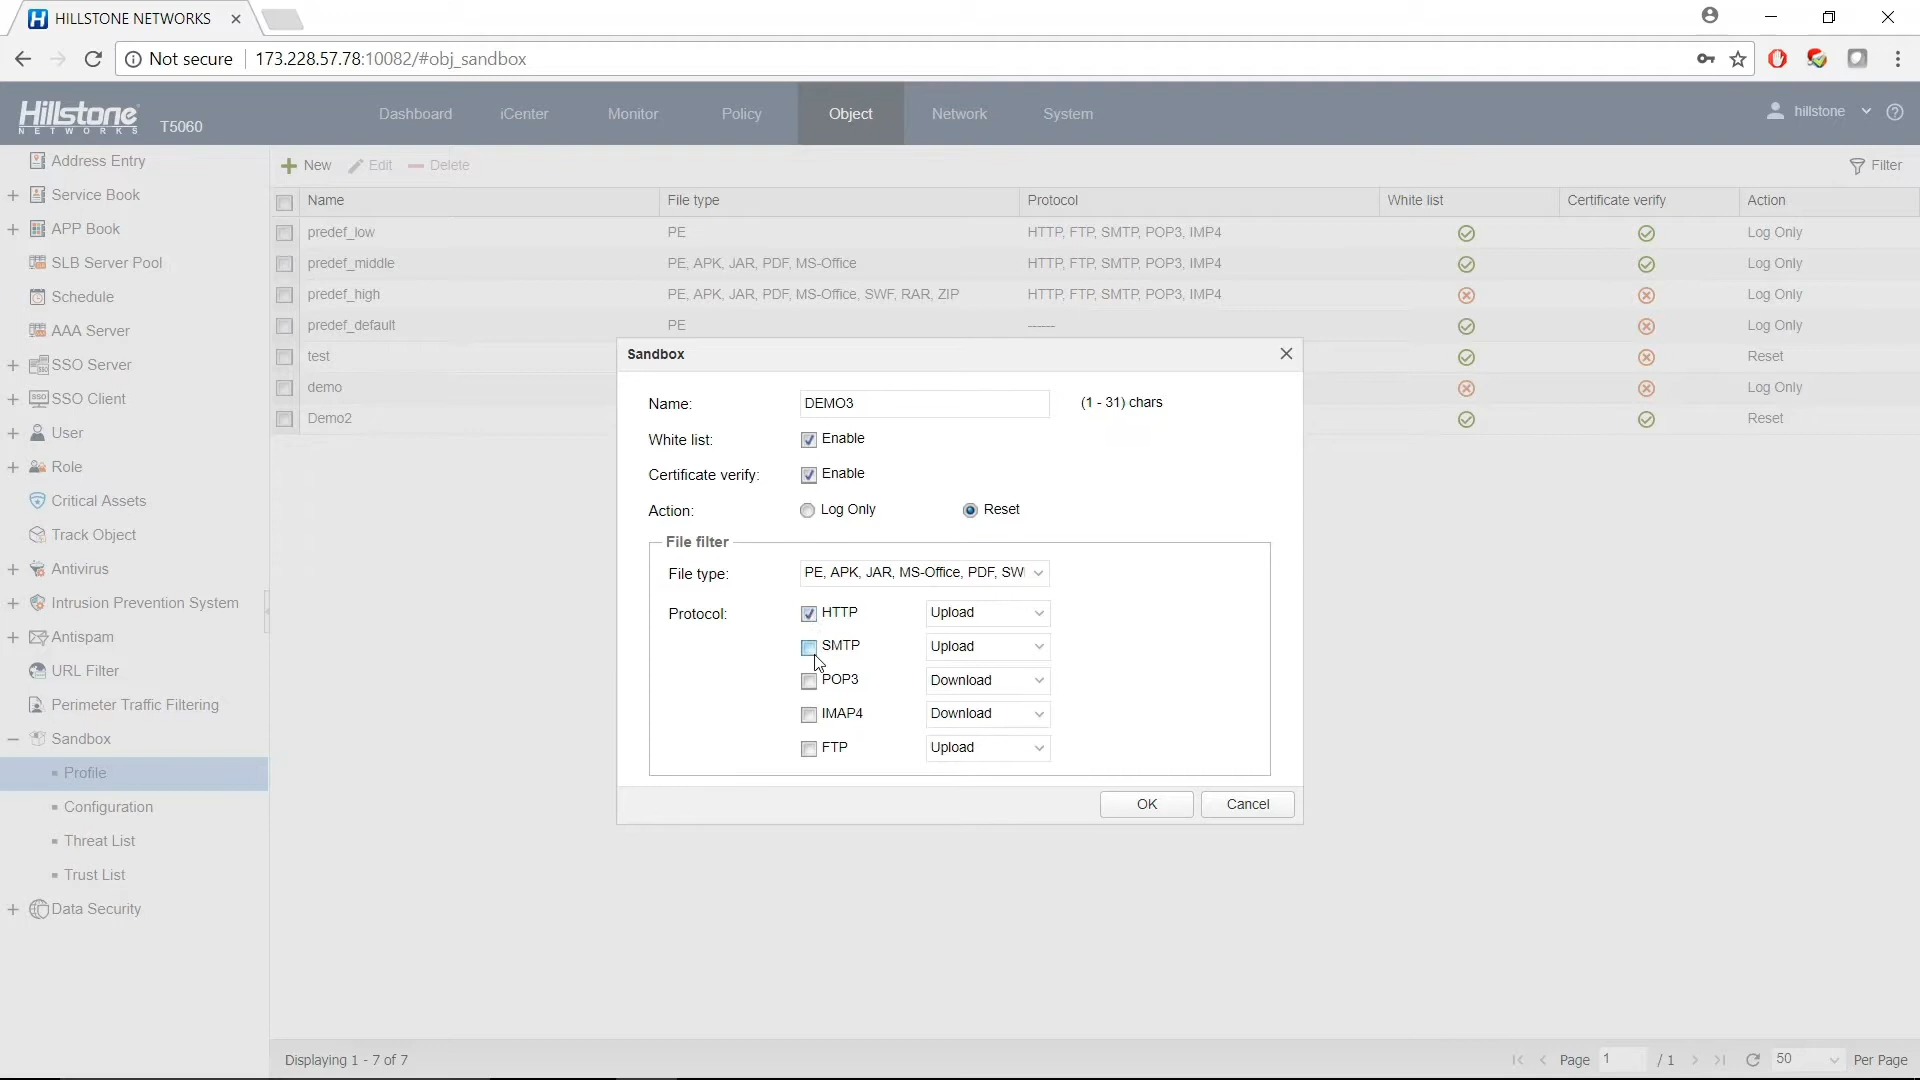 HILLSTONE NETWORKS
Not secure 173.228.57.78:10082/#obj_sandbox
Hillstone NETWORKS T5060 Dashboard iCenter Monitor Policy Object Network System hillstone
Address Entry
Service Book
APP Book
SLB Server Pool
Schedule
AAA Server
SSO Server
SSO Client
User
Role
Critical Assets
Track Object
Antivirus
Intrusion Prevention System
Antispam
URL Filter
Perimeter Traffic Filtering
Sandbox
Profile
Configuration
Threat List
Trust List
Data Security
New Edit Delete Filter
Name File type Protocol White list Certificate verify Action
predef_low PE HTTP, FTP, SMTP, POP3, IMP4 Log Only
predef_middle PE, APK, JAR, PDF, MS-Office HTTP, FTP, SMTP, POP3, IMP4 Log Only
predef_high PE, APK, JAR, PDF, MS-Office, SWF, RAR, ZIP HTTP, FTP, SMTP, POP3, IMP4 Log Only
predef_default PE ------ Log Only
test Reset
demo Log Only
Demo2 Reset
Sandbox
Name: DEMO3 (1 - 31) chars
White list: Enable
Certificate verify: Enable
Action: Log Only Reset
File filter
File type: PE, APK, JAR, MS-Office, PDF, SW
Protocol: HTTP Upload
SMTP Upload
POP3 Download
IMAP4 Download
FTP Upload
OK Cancel
Displaying 1 - 7 of 7 Page 1 / 1 50 Per Page